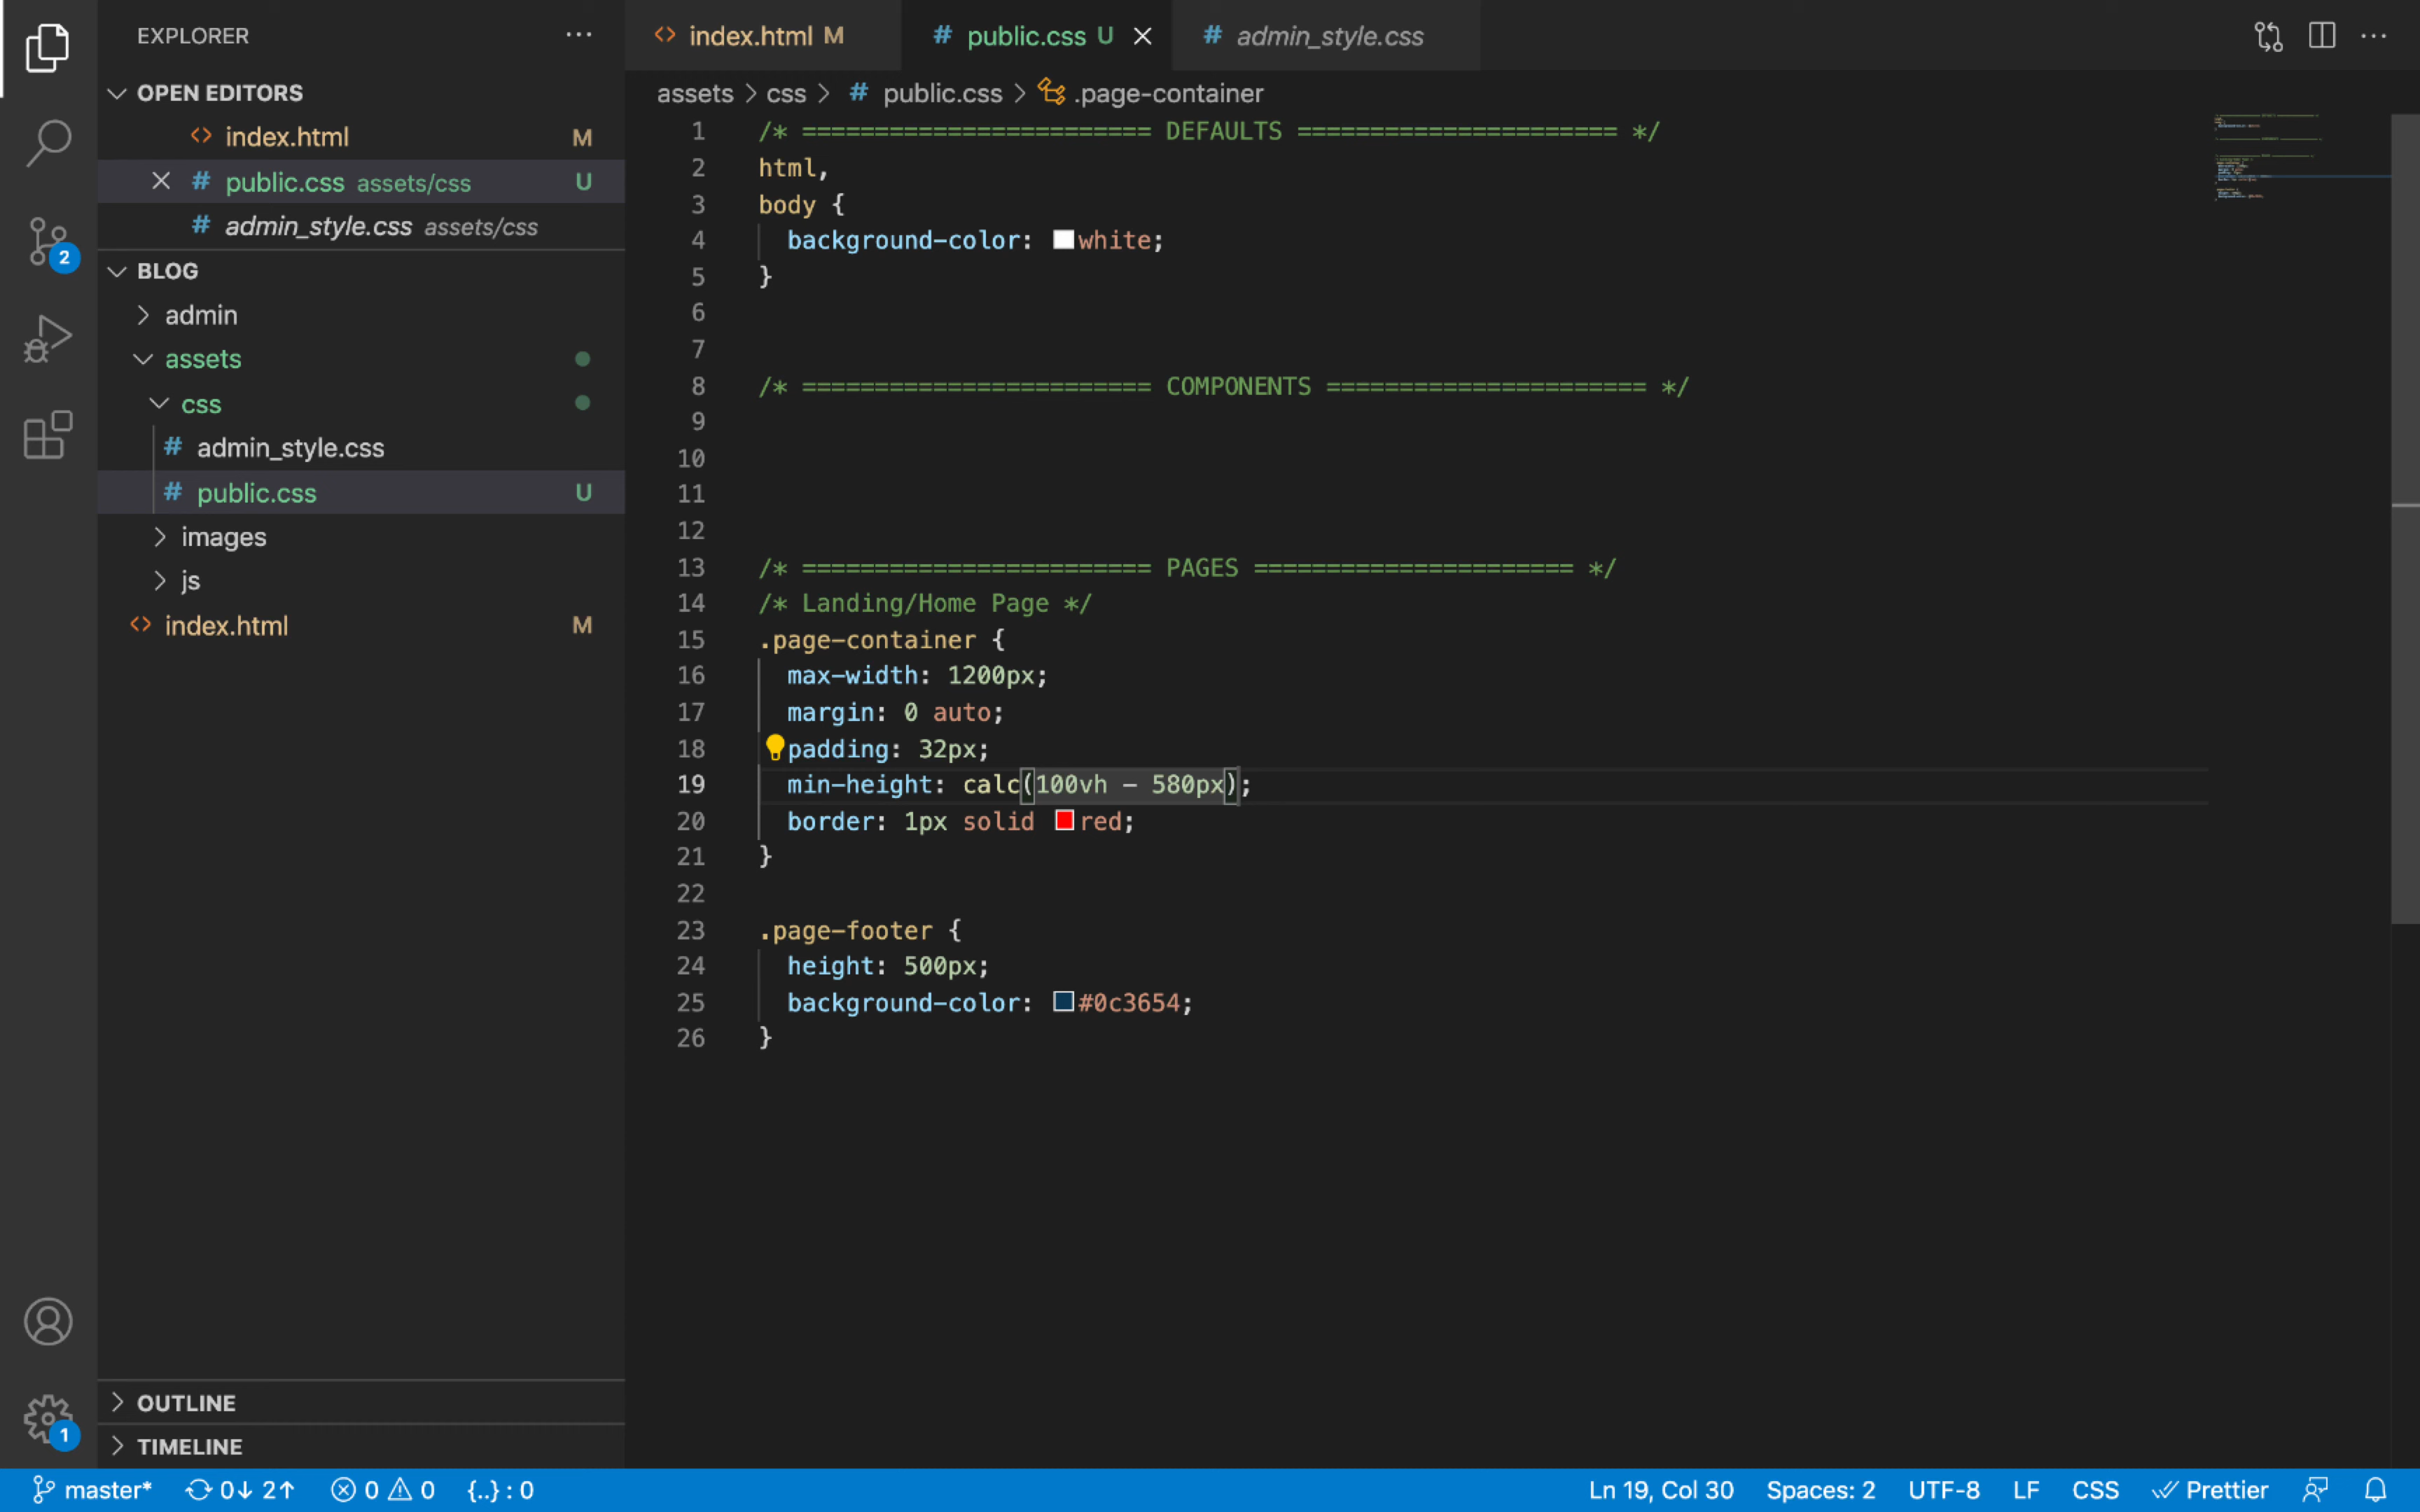 EXPLORER
OPEN EDITORS
index.html M
public.css assets/css U
admin_style.css assets/css
BLOG
admin
assets
css
admin_style.css
public.css U
images
js
index.html M
OUTLINE
TIMELINE
2
1
index.html M
public.css U
admin_style.css
assets > css > # public.css > .page-container
1 /* ======================== DEFAULTS ====================== */
2 html,
3 body {
4 background-color: white;
5 }
6
7
8 /* ======================== COMPONENTS ====================== */
9
10
11
12
13 /* ======================== PAGES ====================== */
14 /* Landing/Home Page */
15 .page-container {
16 max-width: 1200px;
17 margin: 0 auto;
18 padding: 32px;
19 min-height: calc(100vh - 580px);
20 border: 1px solid red;
21 }
22
23 .page-footer {
24 height: 500px;
25 background-color: #0c3654;
26 }
master* 0↓ 2↑ 0 0 {..} : 0 Ln 19, Col 30 Spaces: 2 UTF-8 LF CSS Prettier